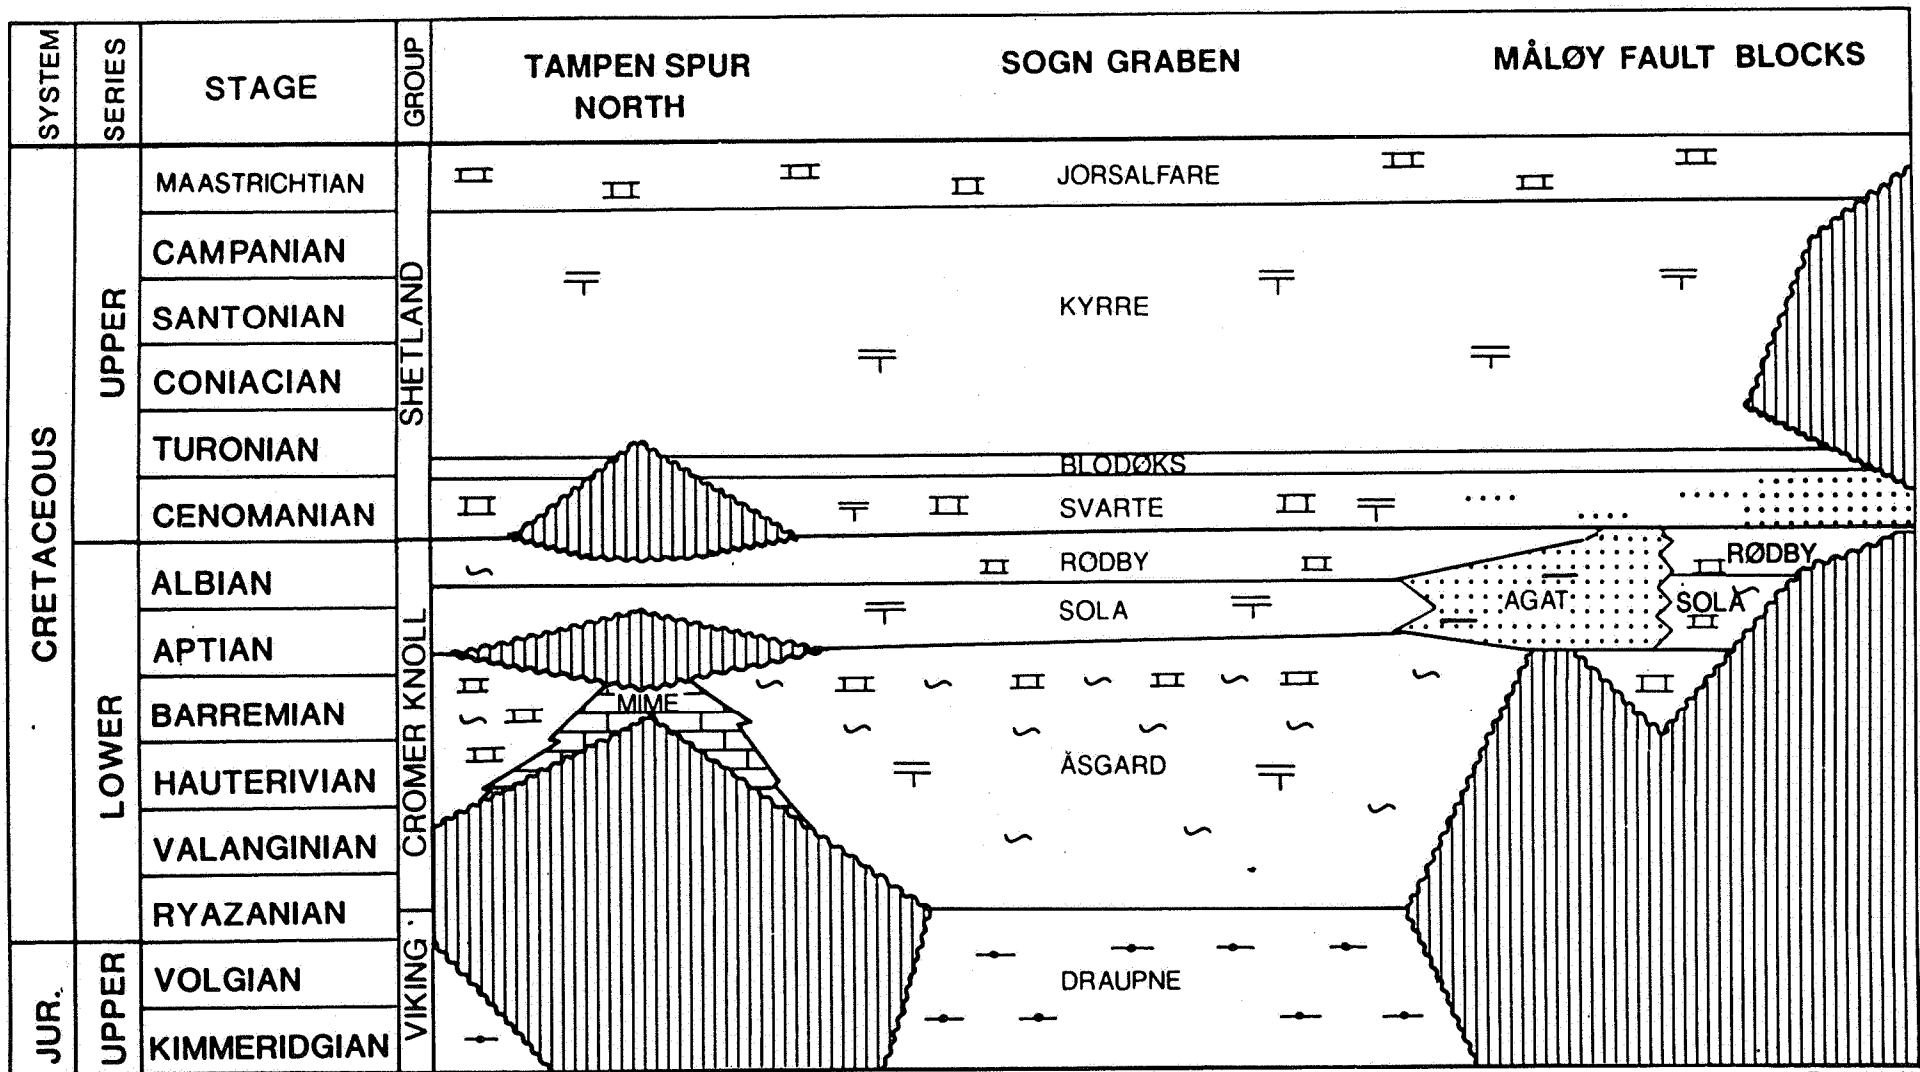 SYSTEM
SERIES
STAGE
GROUP
TAMPEN SPUR
NORTH
SOGN GRABEN
MÅLØY FAULT BLOCKS
CRETACEOUS
JUR.
UPPER
LOWER
UPPER
MAASTRICHTIAN
CAMPANIAN
SANTONIAN
CONIACIAN
TURONIAN
CENOMANIAN
ALBIAN
APTIAN
BARREMIAN
HAUTERIVIAN
VALANGINIAN
RYAZANIAN
VOLGIAN
KIMMERIDGIAN
SHETLAND
CROMER KNOLL
VIKING
JORSALFARE
KYRRE
BLODØKS
SVARTE
RØDBY
RØDBY
SOLA
AGAT
SOLA
MIME
ÅSGARD
DRAUPNE